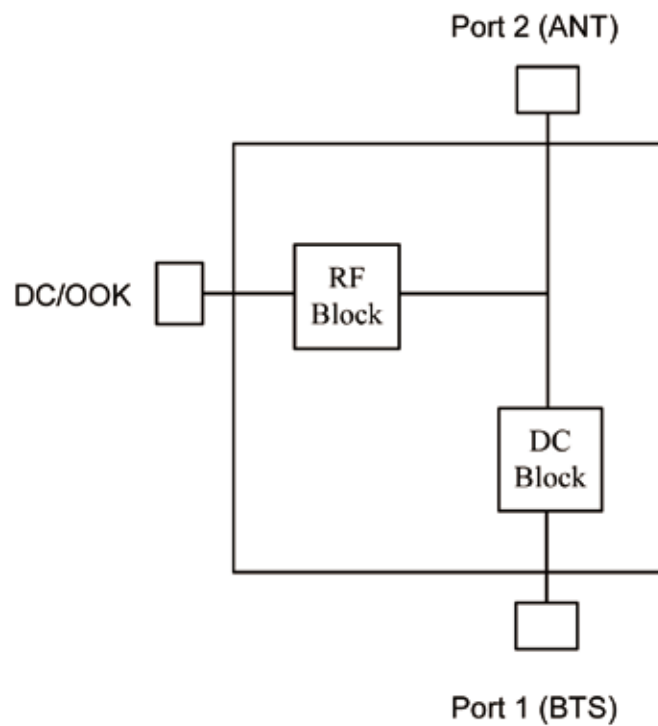 Port 2 (ANT)
DC/OOK
RF
Block
DC
Block
Port 1 (BTS)